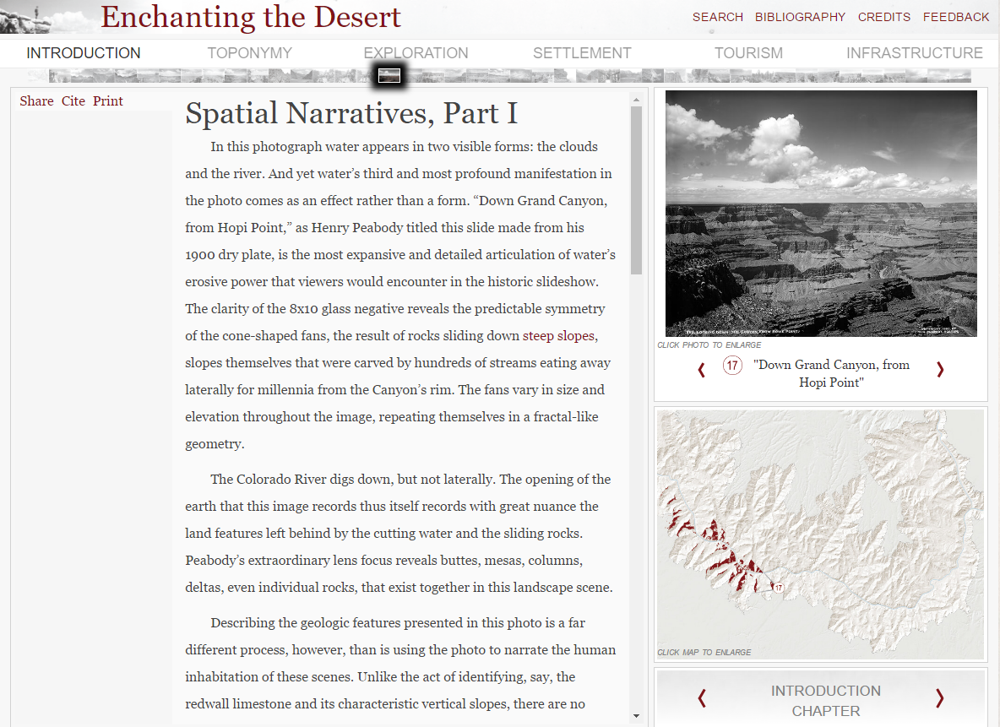 Enchanting the Desert
SEARCH BIBLIOGRAPHY CREDITS FEEDBACK
INTRODUCTION TOPONYMY EXPLORATION SETTLEMENT TOURISM INFRASTRUCTURE
Share Cite Print
Spatial Narratives, Part I
In this photograph water appears in two visible forms: the clouds
and the river. And yet water’s third and most profound manifestation in
the photo comes as an effect rather than a form. “Down Grand Canyon,
from Hopi Point,” as Henry Peabody titled this slide made from his
1900 dry plate, is the most expansive and detailed articulation of water’s
erosive power that viewers would encounter in the historic slideshow.
The clarity of the 8x10 glass negative reveals the predictable symmetry
of the cone-shaped fans, the result of rocks sliding down steep slopes,
slopes themselves that were carved by hundreds of streams eating away
laterally for millennia from the Canyon’s rim. The fans vary in size and
elevation throughout the image, repeating themselves in a fractal-like
geometry.
The Colorado River digs down, but not laterally. The opening of the
earth that this image records thus itself records with great nuance the
land features left behind by the cutting water and the sliding rocks.
Peabody’s extraordinary lens focus reveals buttes, mesas, columns,
deltas, even individual rocks, that exist together in this landscape scene.
Describing the geologic features presented in this photo is a far
different process, however, than is using the photo to narrate the human
inhabitation of these scenes. Unlike the act of identifying, say, the
redwall limestone and its characteristic vertical slopes, there are no
CLICK PHOTO TO ENLARGE
17 "Down Grand Canyon, from
Hopi Point"
17
CLICK MAP TO ENLARGE
INTRODUCTION
CHAPTER